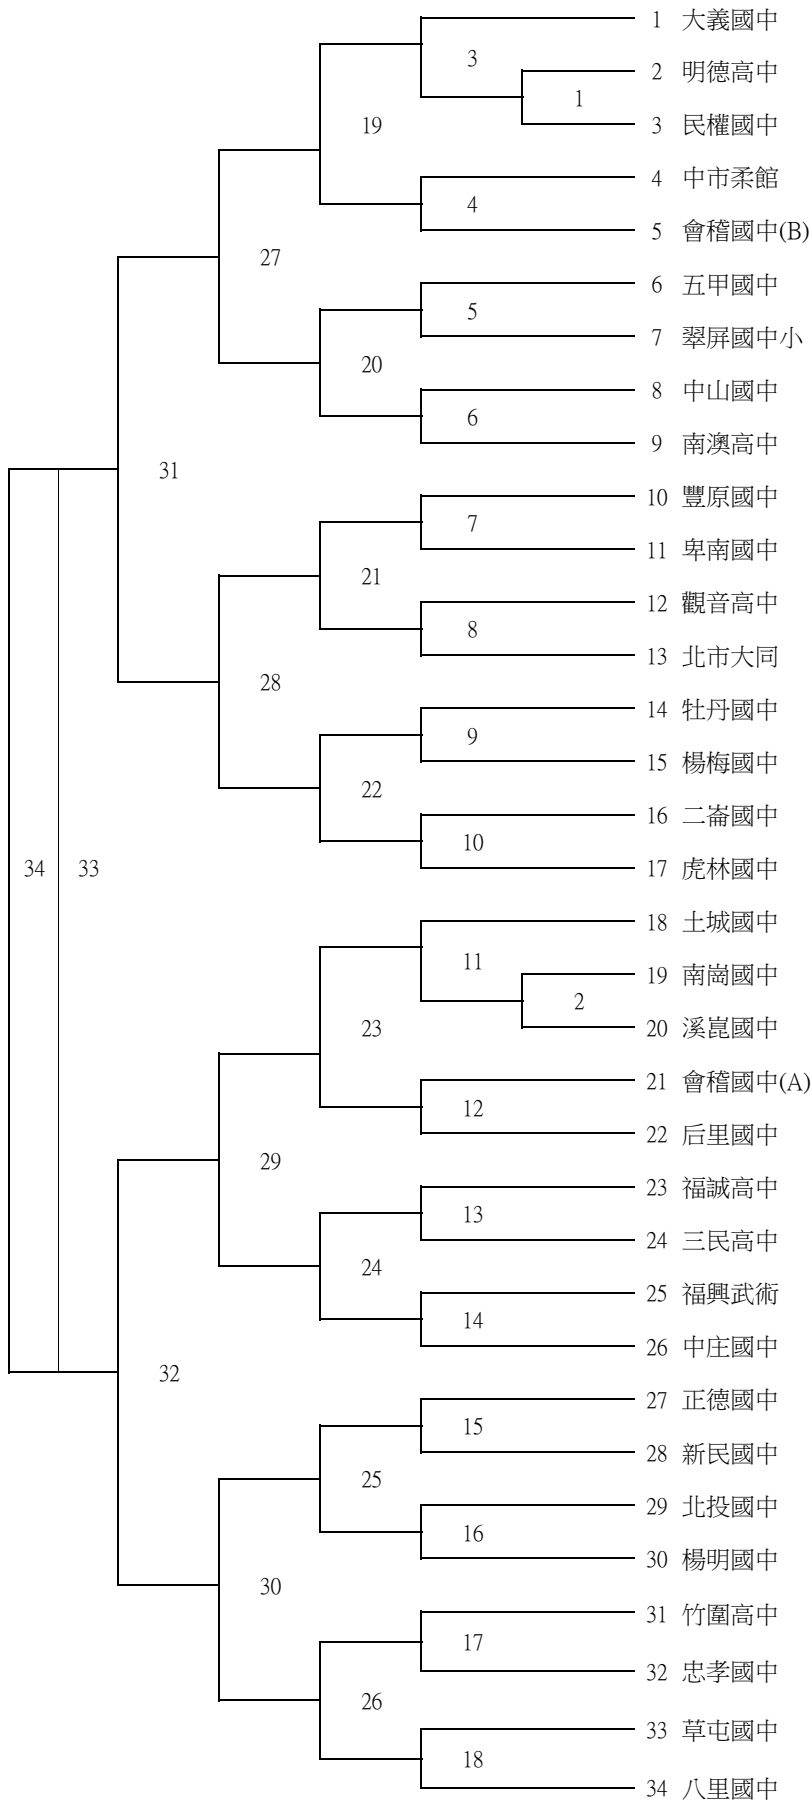 1 大義國中
3
2 明德高中
1
19
3 民權國中
4 中市柔館
4
5 會稽國中(B)
27
6 五甲國中
5
7 翠屏國中小
20
8 中山國中
6
9 南澳高中
31
10 豐原國中
7
11 卑南國中
21
12 觀音高中
8
13 北市大同
28
14 牡丹國中
9
15 楊梅國中
22
16 二崙國中
10
34 33
17 虎林國中
18 土城國中
11
19 南崗國中
2
23
20 溪崑國中
21 會稽國中(A)
12
22 后里國中
29
23 福誠高中
13
24 三民高中
24
25 福興武術
14
26 中庄國中
32
27 正德國中
15
28 新民國中
25
29 北投國中
16
30 楊明國中
30
31 竹圍高中
17
32 忠孝國中
26
33 草屯國中
18
34 八里國中